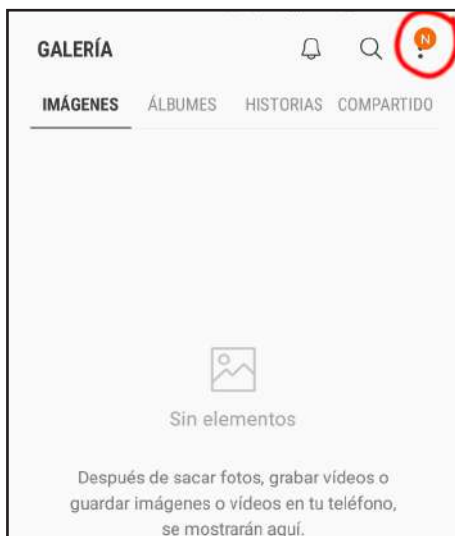 GALERÍA
N
IMÁGENES ÁLBUMES HISTORIAS COMPARTIDO
Sin elementos
Después de sacar fotos, grabar vídeos o
guardar imágenes o vídeos en tu teléfono,
se mostrarán aquí.